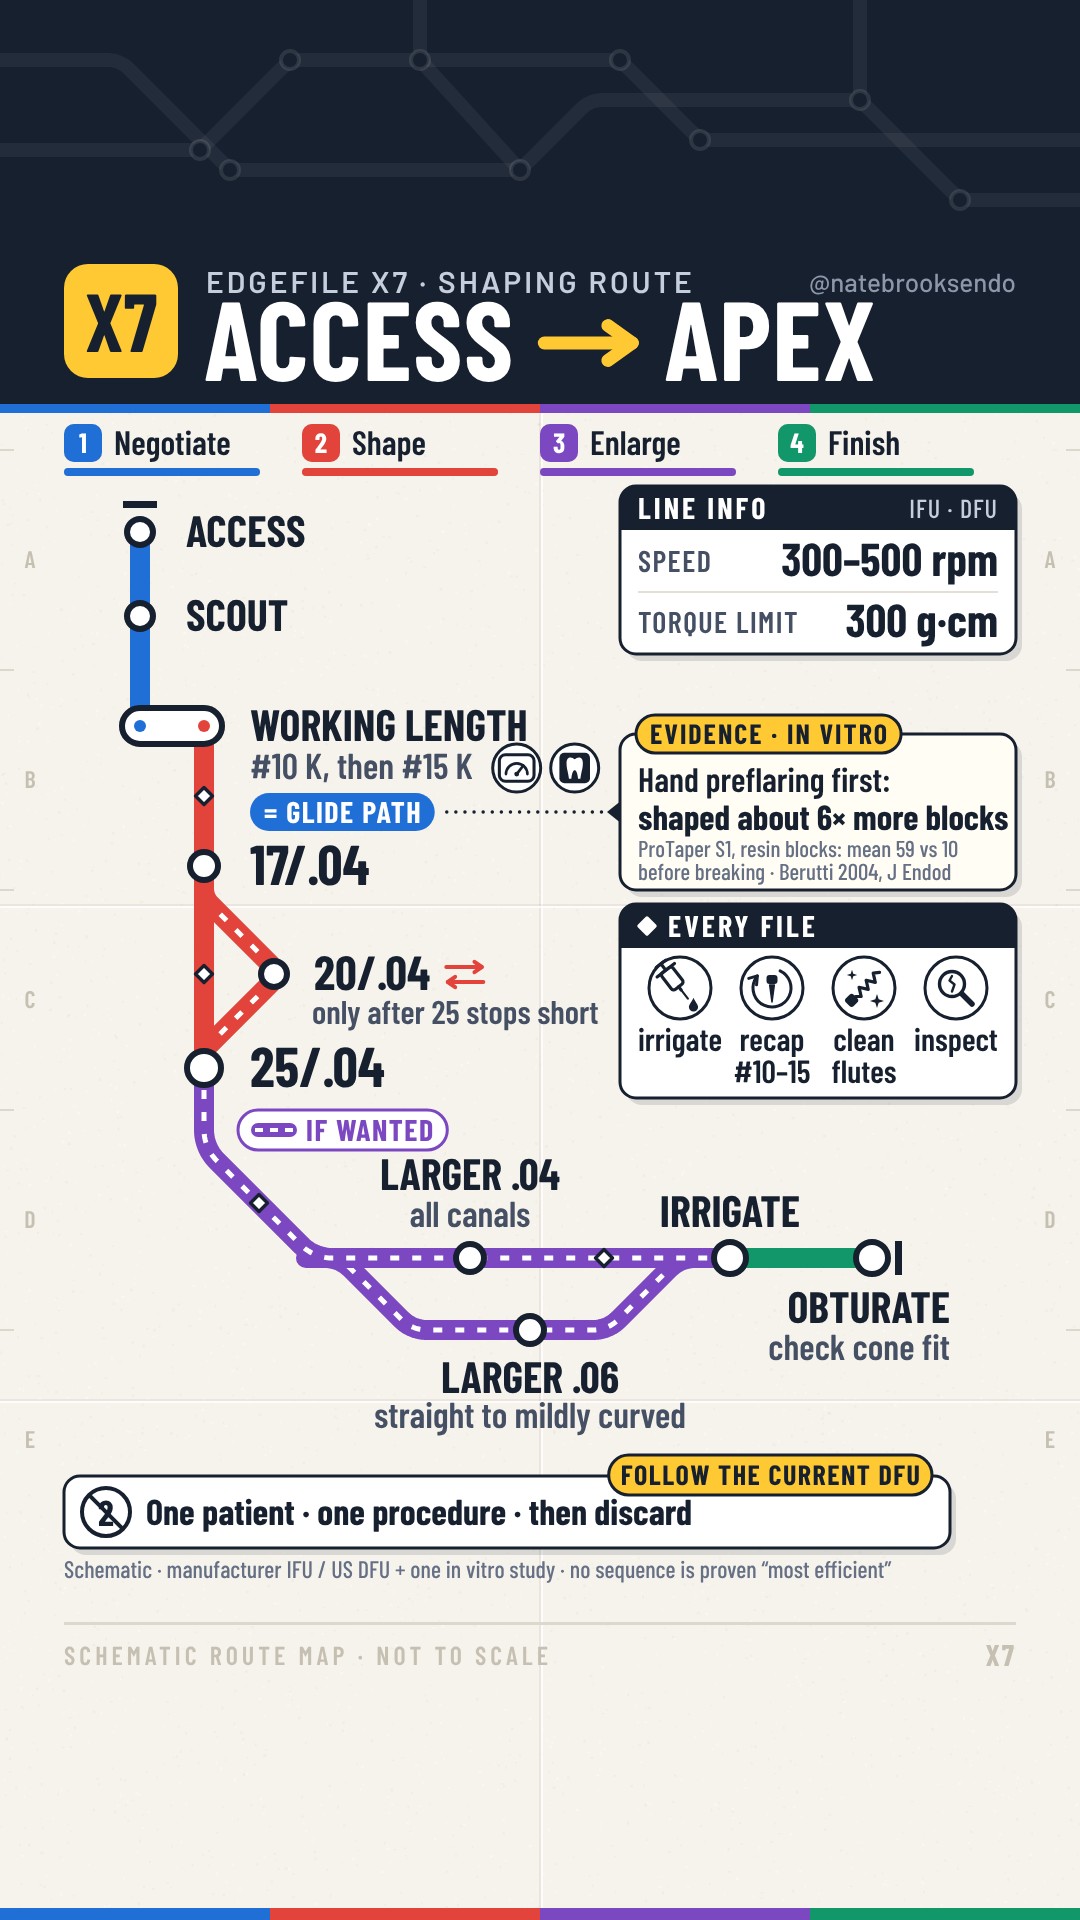 X7
EDGEFILE X7 · SHAPING ROUTE
@natebrooksendo
ACCESS → APEX
1 Negotiate
2 Shape
3 Enlarge
4 Finish
ACCESS
SCOUT
LINE INFO
IFU · DFU
SPEED 300–500 rpm
TORQUE LIMIT 300 g·cm
A
A
WORKING LENGTH
#10 K, then #15 K
= GLIDE PATH
17/.04
EVIDENCE · IN VITRO
Hand preflaring first:
shaped about 6× more blocks
ProTaper S1, resin blocks: mean 59 vs 10
before breaking · Berutti 2004, J Endod
B
B
20/.04
only after 25 stops short
25/.04
EVERY FILE
irrigate
recap
#10–15
clean
flutes
inspect
C
C
IF WANTED
LARGER .04
all canals
IRRIGATE
D
D
OBTURATE
check cone fit
LARGER .06
straight to mildly curved
E
E
FOLLOW THE CURRENT DFU
2
One patient · one procedure · then discard
Schematic · manufacturer IFU / US DFU + one in vitro study · no sequence is proven “most efficient”
SCHEMATIC ROUTE MAP · NOT TO SCALE
X7